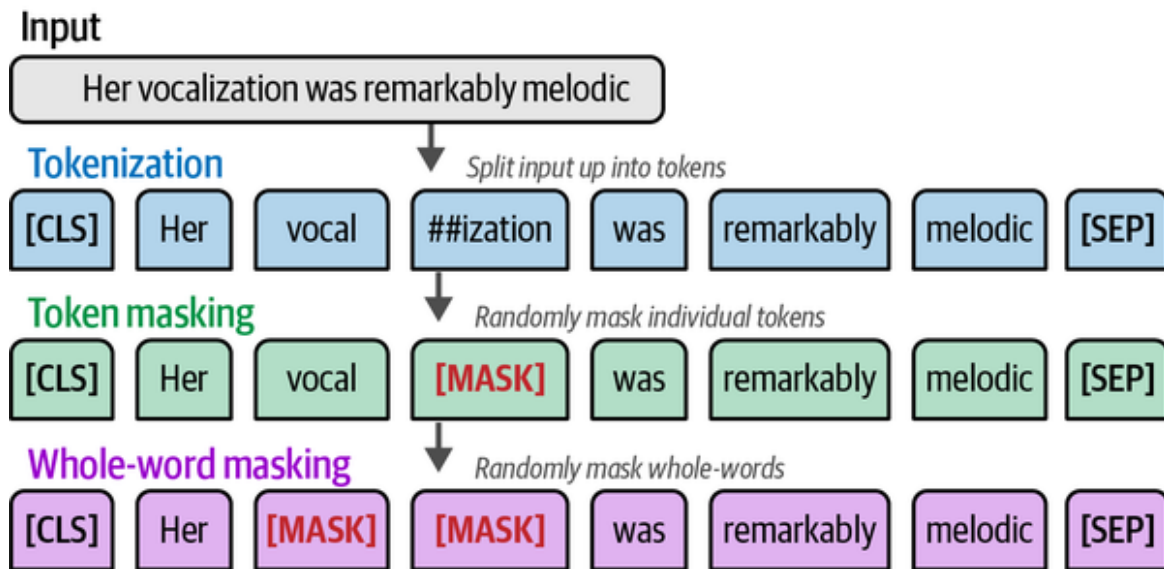 Input
Her vocalization was remarkably melodic
Tokenization
Split input up into tokens
[CLS] Her vocal ##ization was remarkably melodic [SEP]
Token masking
Randomly mask individual tokens
[CLS] Her vocal [MASK] was remarkably melodic [SEP]
Whole-word masking
Randomly mask whole-words
[CLS] Her [MASK] [MASK] was remarkably melodic [SEP]